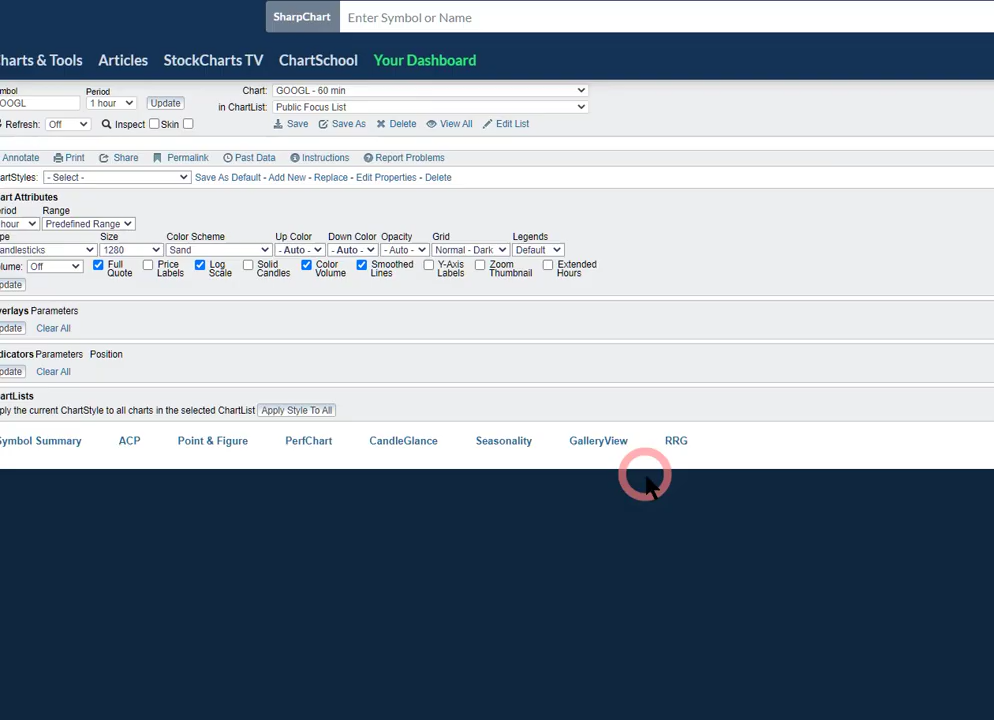 SharpChart Enter Symbol or Name
harts & Tools Articles StockCharts TV ChartSchool Your Dashboard
mbol Period Chart: GOOGL - 60 min
OOGL 1 hour Update in ChartList: Public Focus List
Refresh: Off Inspect Skin Save Save As Delete View All Edit List
Annotate Print Share Permalink Past Data Instructions Report Problems
artStyles: - Select - Save As Default - Add New - Replace - Edit Properties - Delete
art Attributes
riod Range
hour Predefined Range
pe Size Color Scheme Up Color Down Color Opacity Grid Legends
andlesticks 1280 Sand - Auto - - Auto - - Auto - Normal - Dark Default
lume: Off Full Quote Price Labels Log Scale Solid Candles Color Volume Smoothed Lines Y-Axis Labels Zoom Thumbnail Extended Hours
pdate
verlays Parameters
pdate Clear All
dicators Parameters Position
pdate Clear All
artLists
ply the current ChartStyle to all charts in the selected ChartList Apply Style To All
Symbol Summary ACP Point & Figure PerfChart CandleGlance Seasonality GalleryView RRG